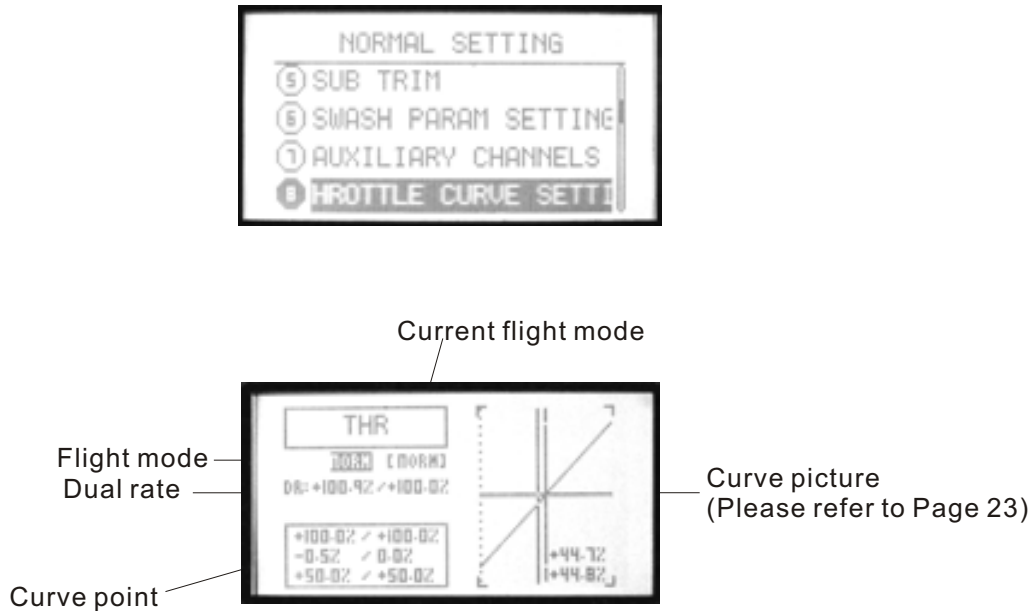 NORMAL SETTING
5 SUB TRIM
6 SWASH PARAM SETTING
7 AUXILIARY CHANNELS
8 HROTTLE CURVE SETTI
Current flight mode
THR
Flight mode
NORM [NORM]
Dual rate
DR:+100.9%/+100.0%
Curve picture
(Please refer to Page 23)
+100.0% / +100.0%
-0.5% / 0.0%
+50.0% / +50.0%
+44.7%
+44.8%
Curve point